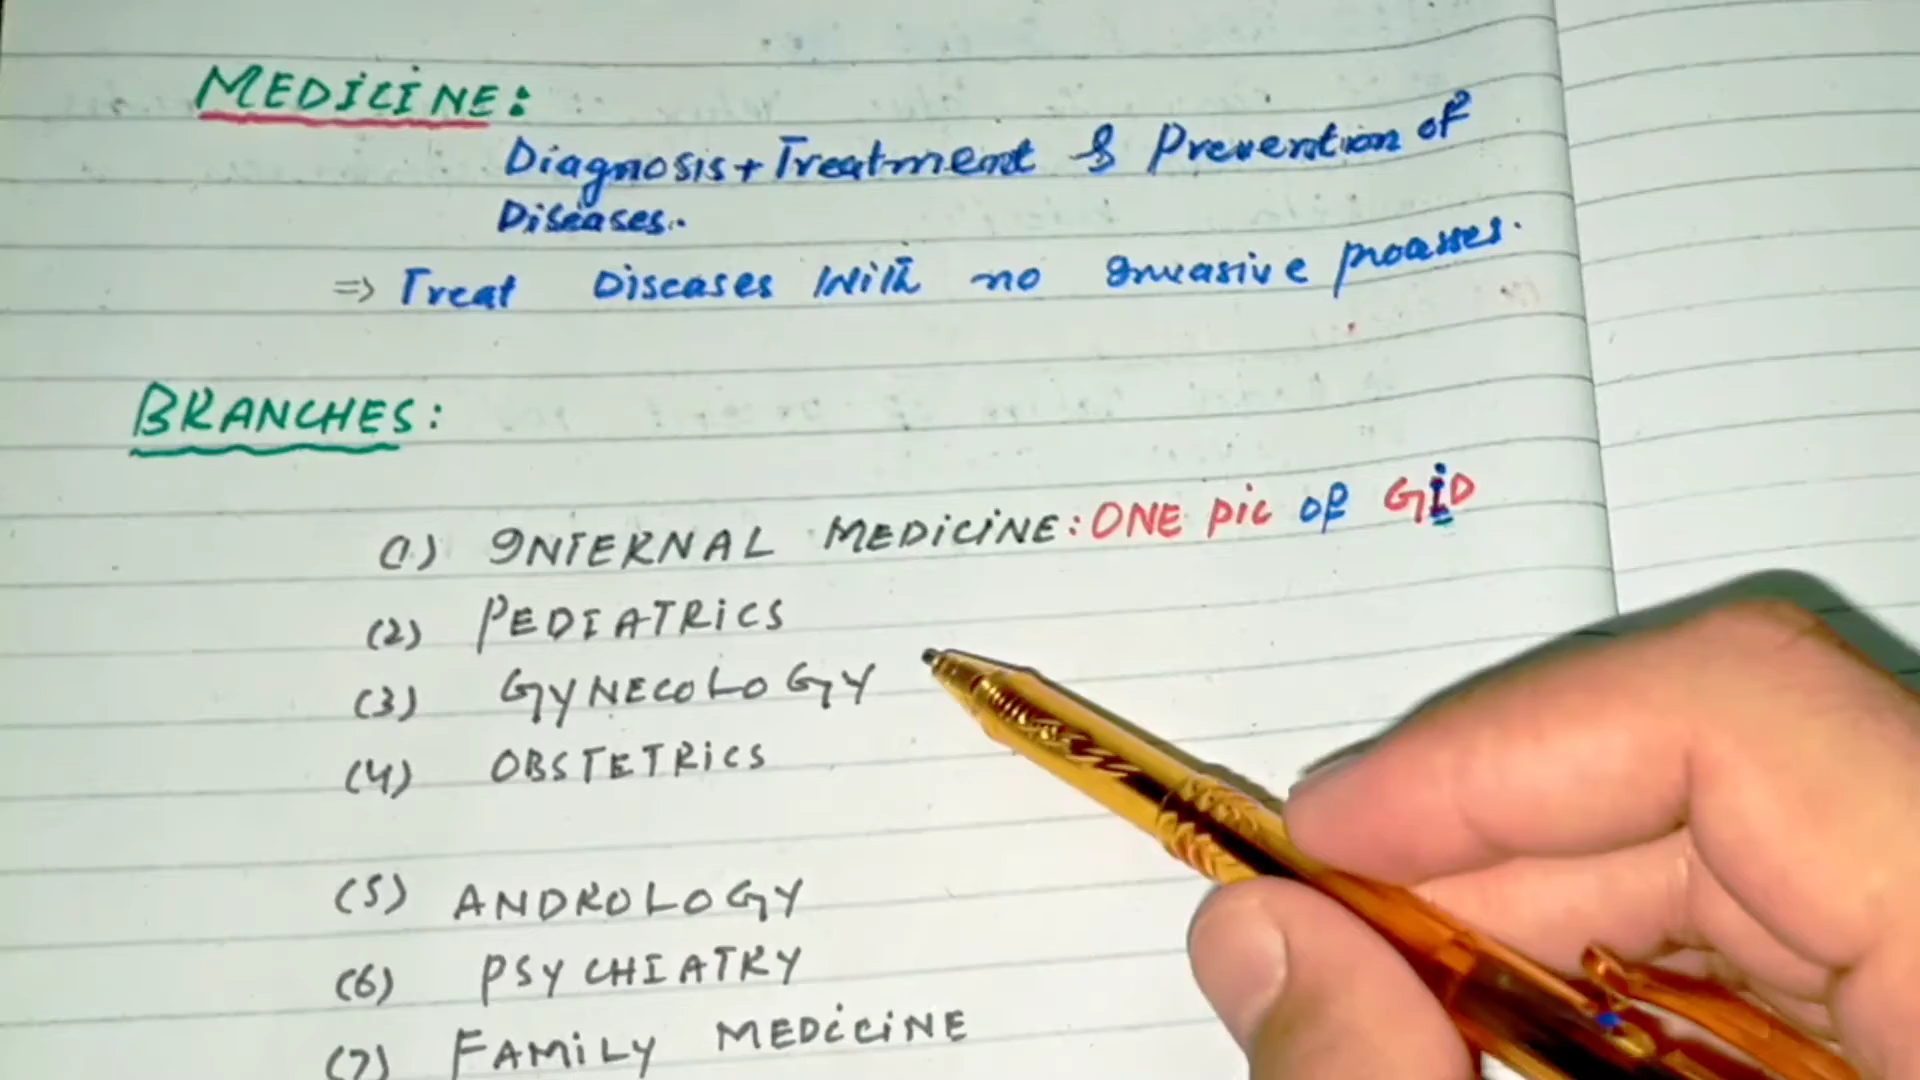 MEDICINE:
Diagnosis + Treatment & Prevention of
Diseases.
⇒ Treat Diseases With no invasive processes.
BRANCHES:
(1) INTERNAL MEDICINE: ONE PIC OF GID
(2) PEDIATRICS
(3) GYNECOLOGY
(4) OBSTETRICS
(5) ANDROLOGY
(6) PSYCHIATRY
(7) FAMILY MEDICINE